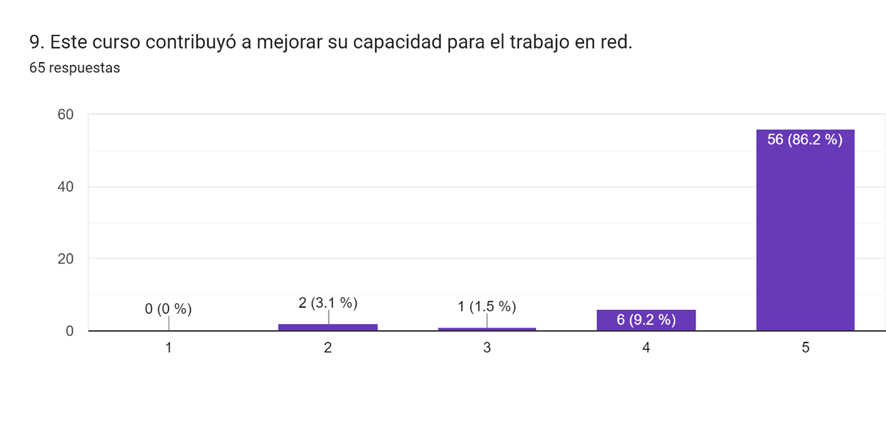 9. Este curso contribuyó a mejorar su capacidad para el trabajo en red.
65 respuestas
60
40
20
0
0 (0 %)
2 (3.1 %)
1 (1.5 %)
6 (9.2 %)
56 (86.2 %)
1
2
3
4
5